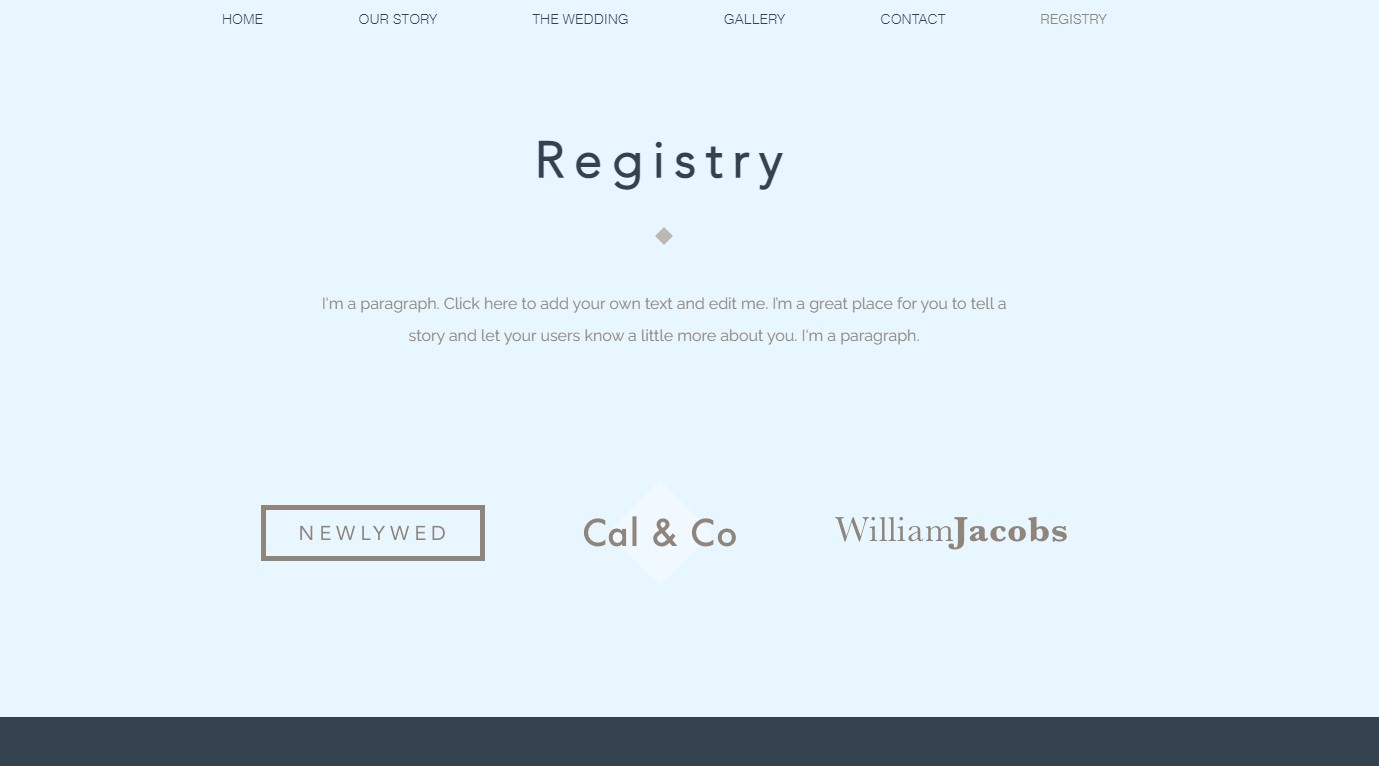 HOME OUR STORY THE WEDDING GALLERY CONTACT REGISTRY
Registry
I'm a paragraph. Click here to add your own text and edit me. I'm a great place for you to tell a
story and let your users know a little more about you. I'm a paragraph.
NEWLYWED Cal & Co WilliamJacobs